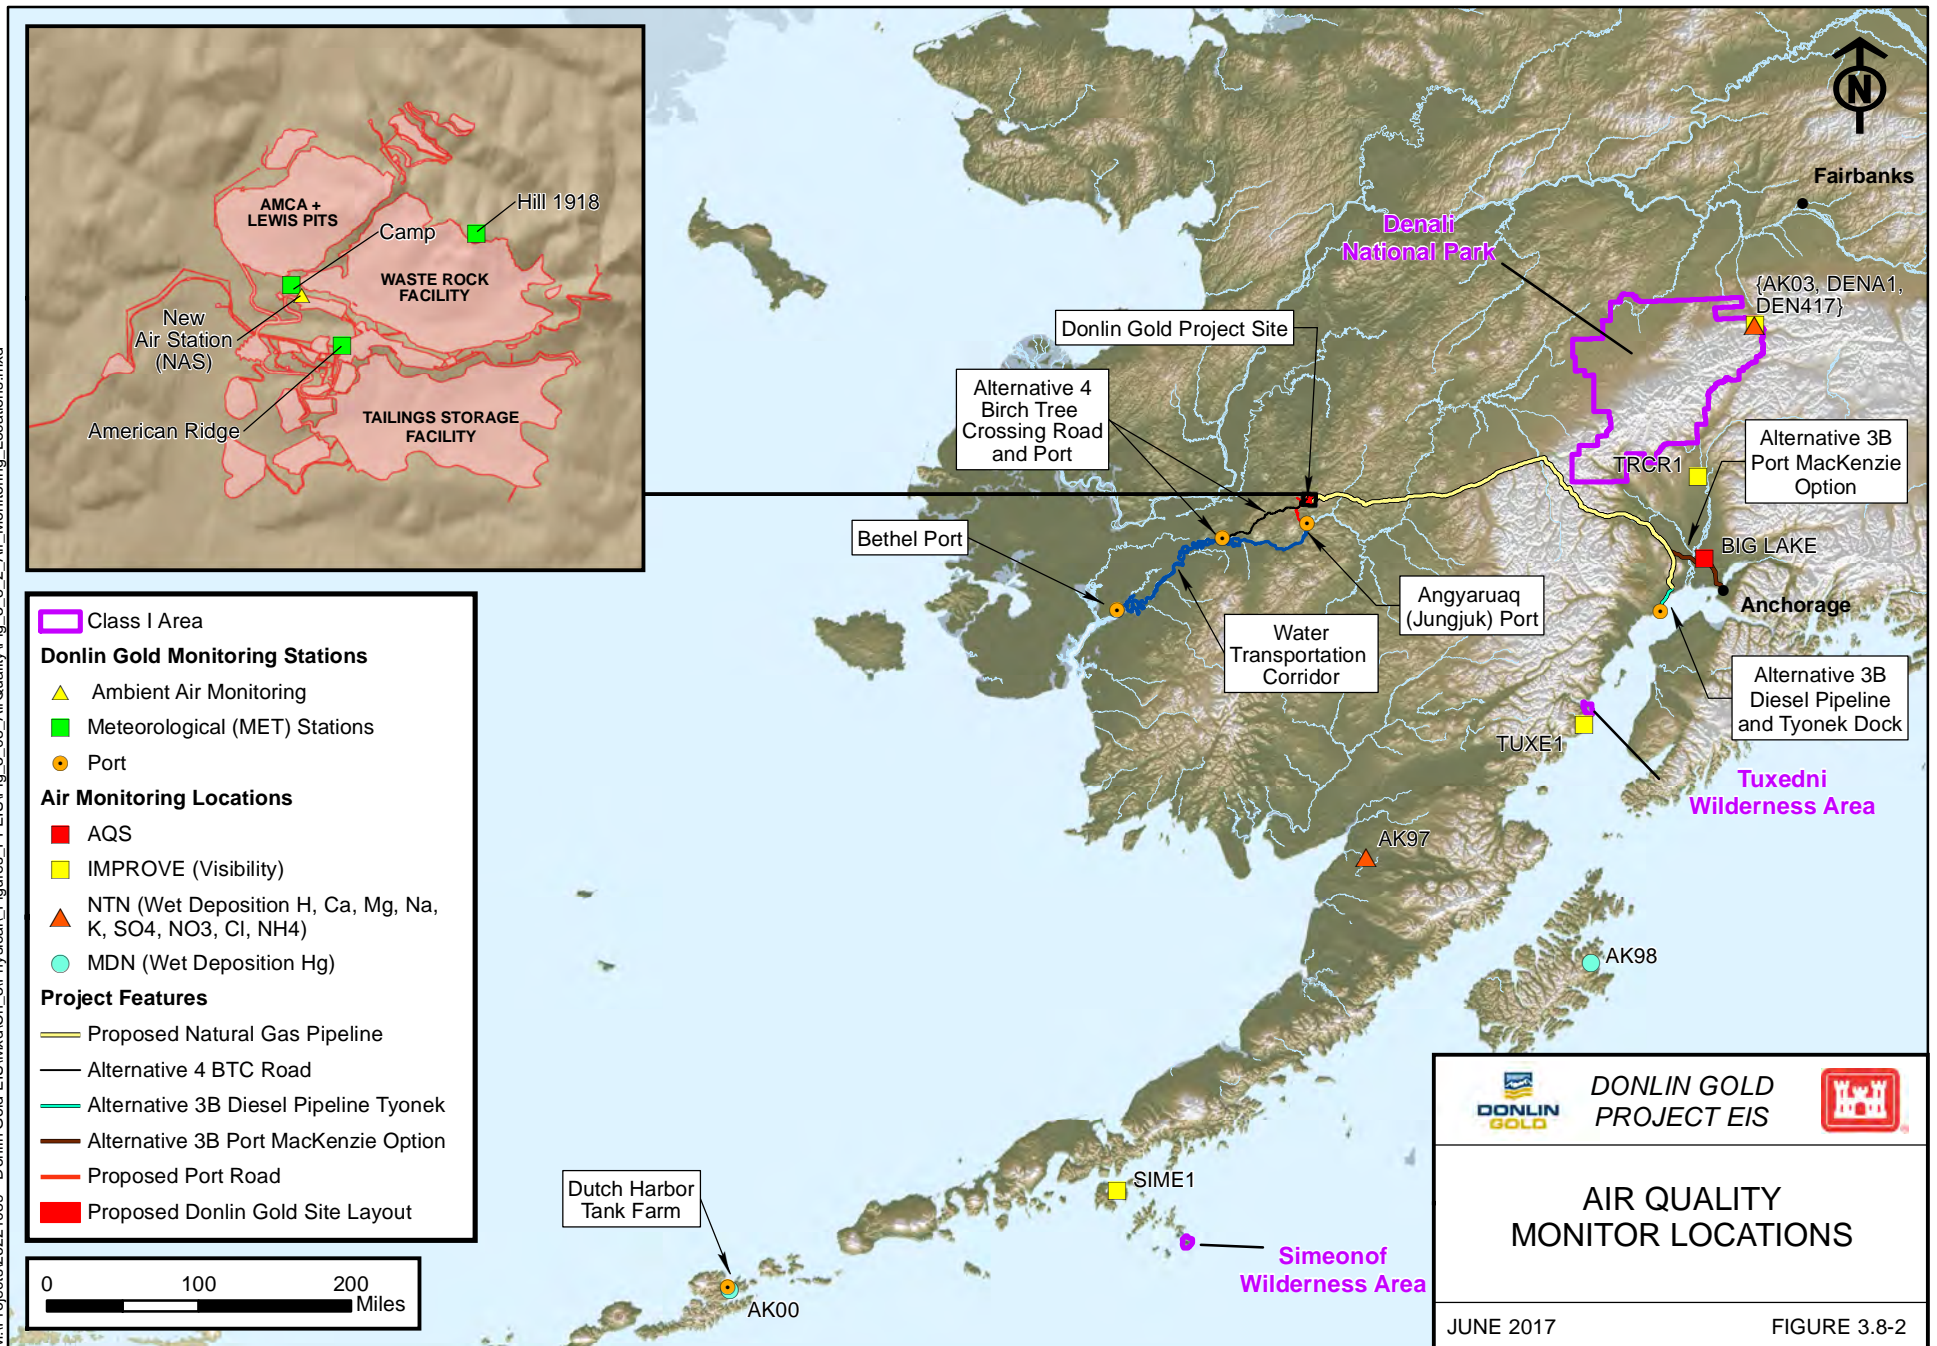 AMCA +
LEWIS PITS
Hill 1918
Camp
WASTE ROCK
FACILITY
New
Air Station
(NAS)
American Ridge
TAILINGS STORAGE
FACILITY
N
Fairbanks
Denali
National Park
{AK03, DENA1,
DEN417}
Donlin Gold Project Site
Alternative 4
Birch Tree
Crossing Road
and Port
TRCR1
Alternative 3B
Port MacKenzie
Option
Bethel Port
BIG LAKE
Angyaruaq
(Jungjuk) Port
Anchorage
Water
Transportation
Corridor
Alternative 3B
Diesel Pipeline
and Tyonek Dock
TUXE1
Tuxedni
Wilderness Area
AK97
AK98
SIME1
Simeonof
Wilderness Area
Dutch Harbor
Tank Farm
AK00
Class I Area
Donlin Gold Monitoring Stations
Ambient Air Monitoring
Meteorological (MET) Stations
Port
Air Monitoring Locations
AQS
IMPROVE (Visibility)
NTN (Wet Deposition H, Ca, Mg, Na,
K, SO4, NO3, Cl, NH4)
MDN (Wet Deposition Hg)
Project Features
Proposed Natural Gas Pipeline
Alternative 4 BTC Road
Alternative 3B Diesel Pipeline Tyonek
Alternative 3B Port MacKenzie Option
Proposed Port Road
Proposed Donlin Gold Site Layout
0 100 200
Miles
DONLIN
GOLD
DONLIN GOLD
PROJECT EIS
AIR QUALITY
MONITOR LOCATIONS
JUNE 2017 FIGURE 3.8-2